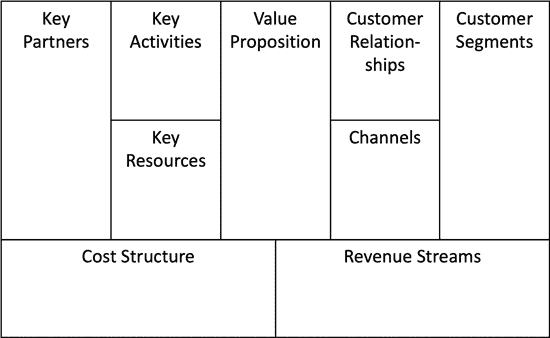 Key
Partners
Key
Activities
Key
Resources
Value
Proposition
Customer
Relation-
ships
Channels
Customer
Segments
Cost Structure
Revenue Streams